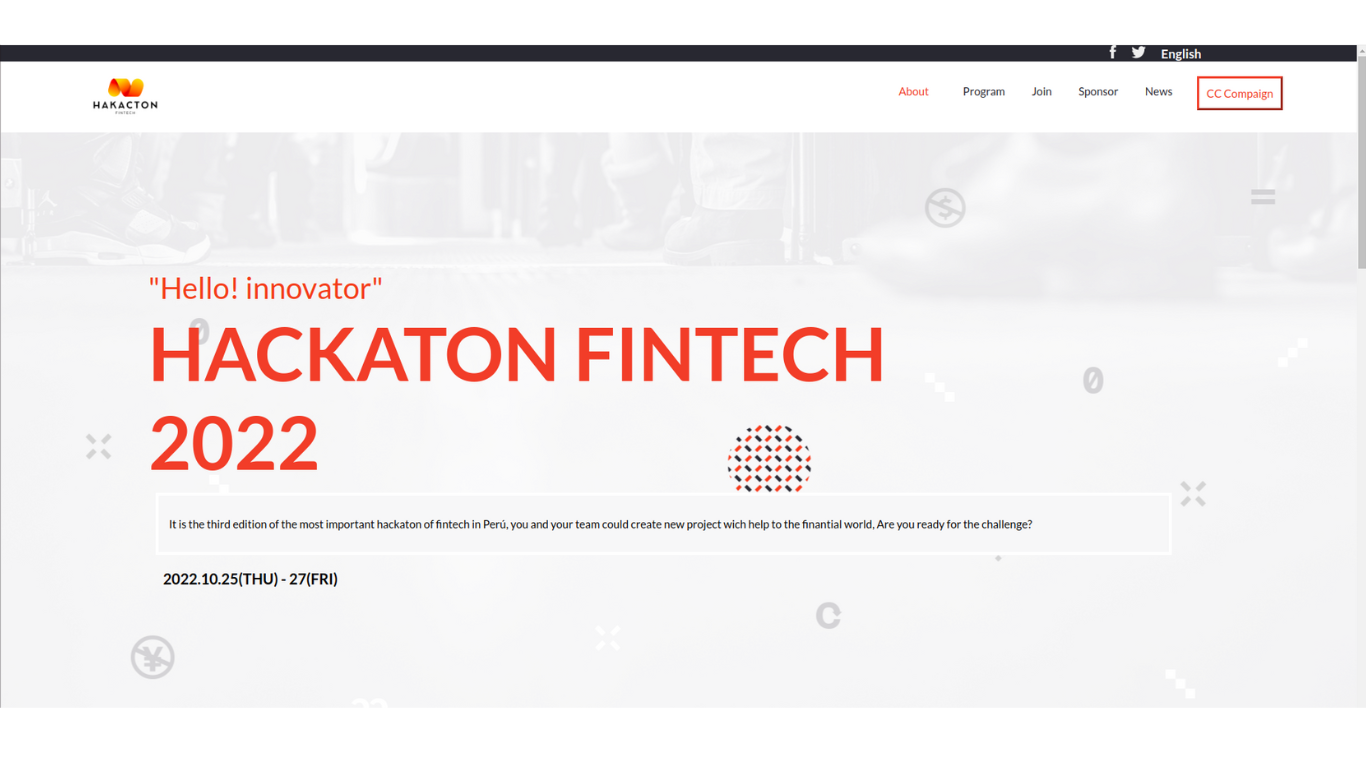 English
HAKACTON
FINTECH
About Program Join Sponsor News CC Compaign
"Hello! innovator"
HACKATON FINTECH
2022
It is the third edition of the most important hackaton of fintech in Perú, you and your team could create new project wich help to the finantial world, Are you ready for the challenge?
2022.10.25(THU) - 27(FRI)